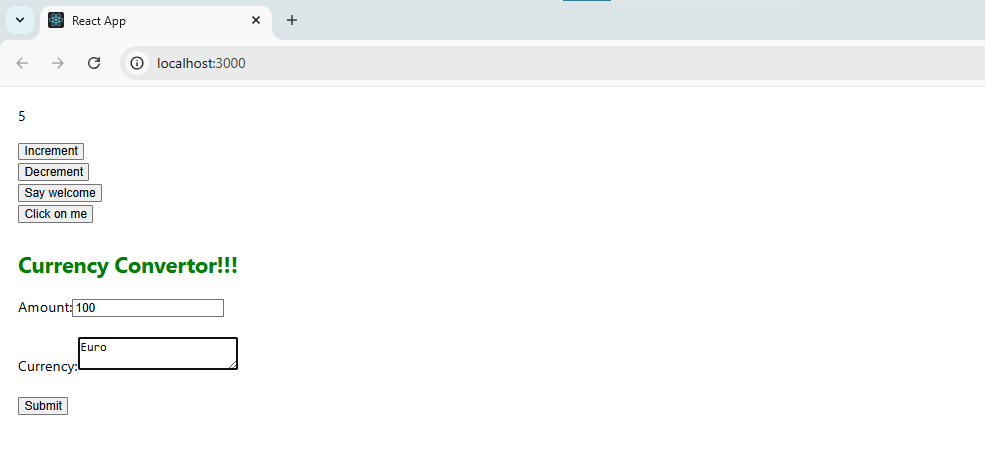 React App
localhost:3000
5
Increment
Decrement
Say welcome
Click on me
Currency Convertor!!!
Amount:100
Currency:Euro
Submit